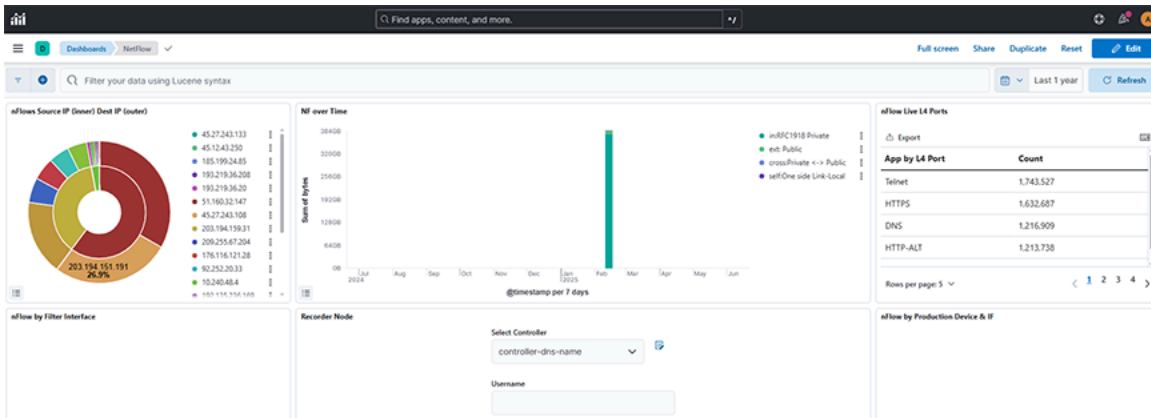 Find apps, content, and more.
D
Dashboards
NetFlow
Full screen
Share
Duplicate
Reset
Edit
Filter your data using Lucene syntax
Last 1 year
Refresh
nFlows Source IP (inner) Dest IP (outer)
45.27.243.133
45.12.43.250
185.199.24.85
193.219.36.208
193.219.36.20
51.160.32.147
45.27.243.108
203.194.159.31
209.255.67.204
176.116.121.28
92.252.20.33
10.240.48.4
203.194.151.191
26.9%
NF over Time
Sum of bytes
384GB
320GB
256GB
192GB
128GB
64GB
0B
Jul
2024
Aug
Sep
Oct
Nov
Dec
Jan
2025
Feb
Mar
Apr
May
Jun
@timestamp per 7 days
int:RFC1918 Private
ext: Public
cross:Private <-> Public
self:One side Link-Local
nFlow Live L4 Ports
Export
App by L4 Port Count
Telnet 1,743,527
HTTPS 1,632,687
DNS 1,216,909
HTTP-ALT 1,213,738
Rows per page: 5
1 2 3 4
nFlow by Filter Interface
Recorder Node
Select Controller
controller-dns-name
Username
nFlow by Production Device & IF